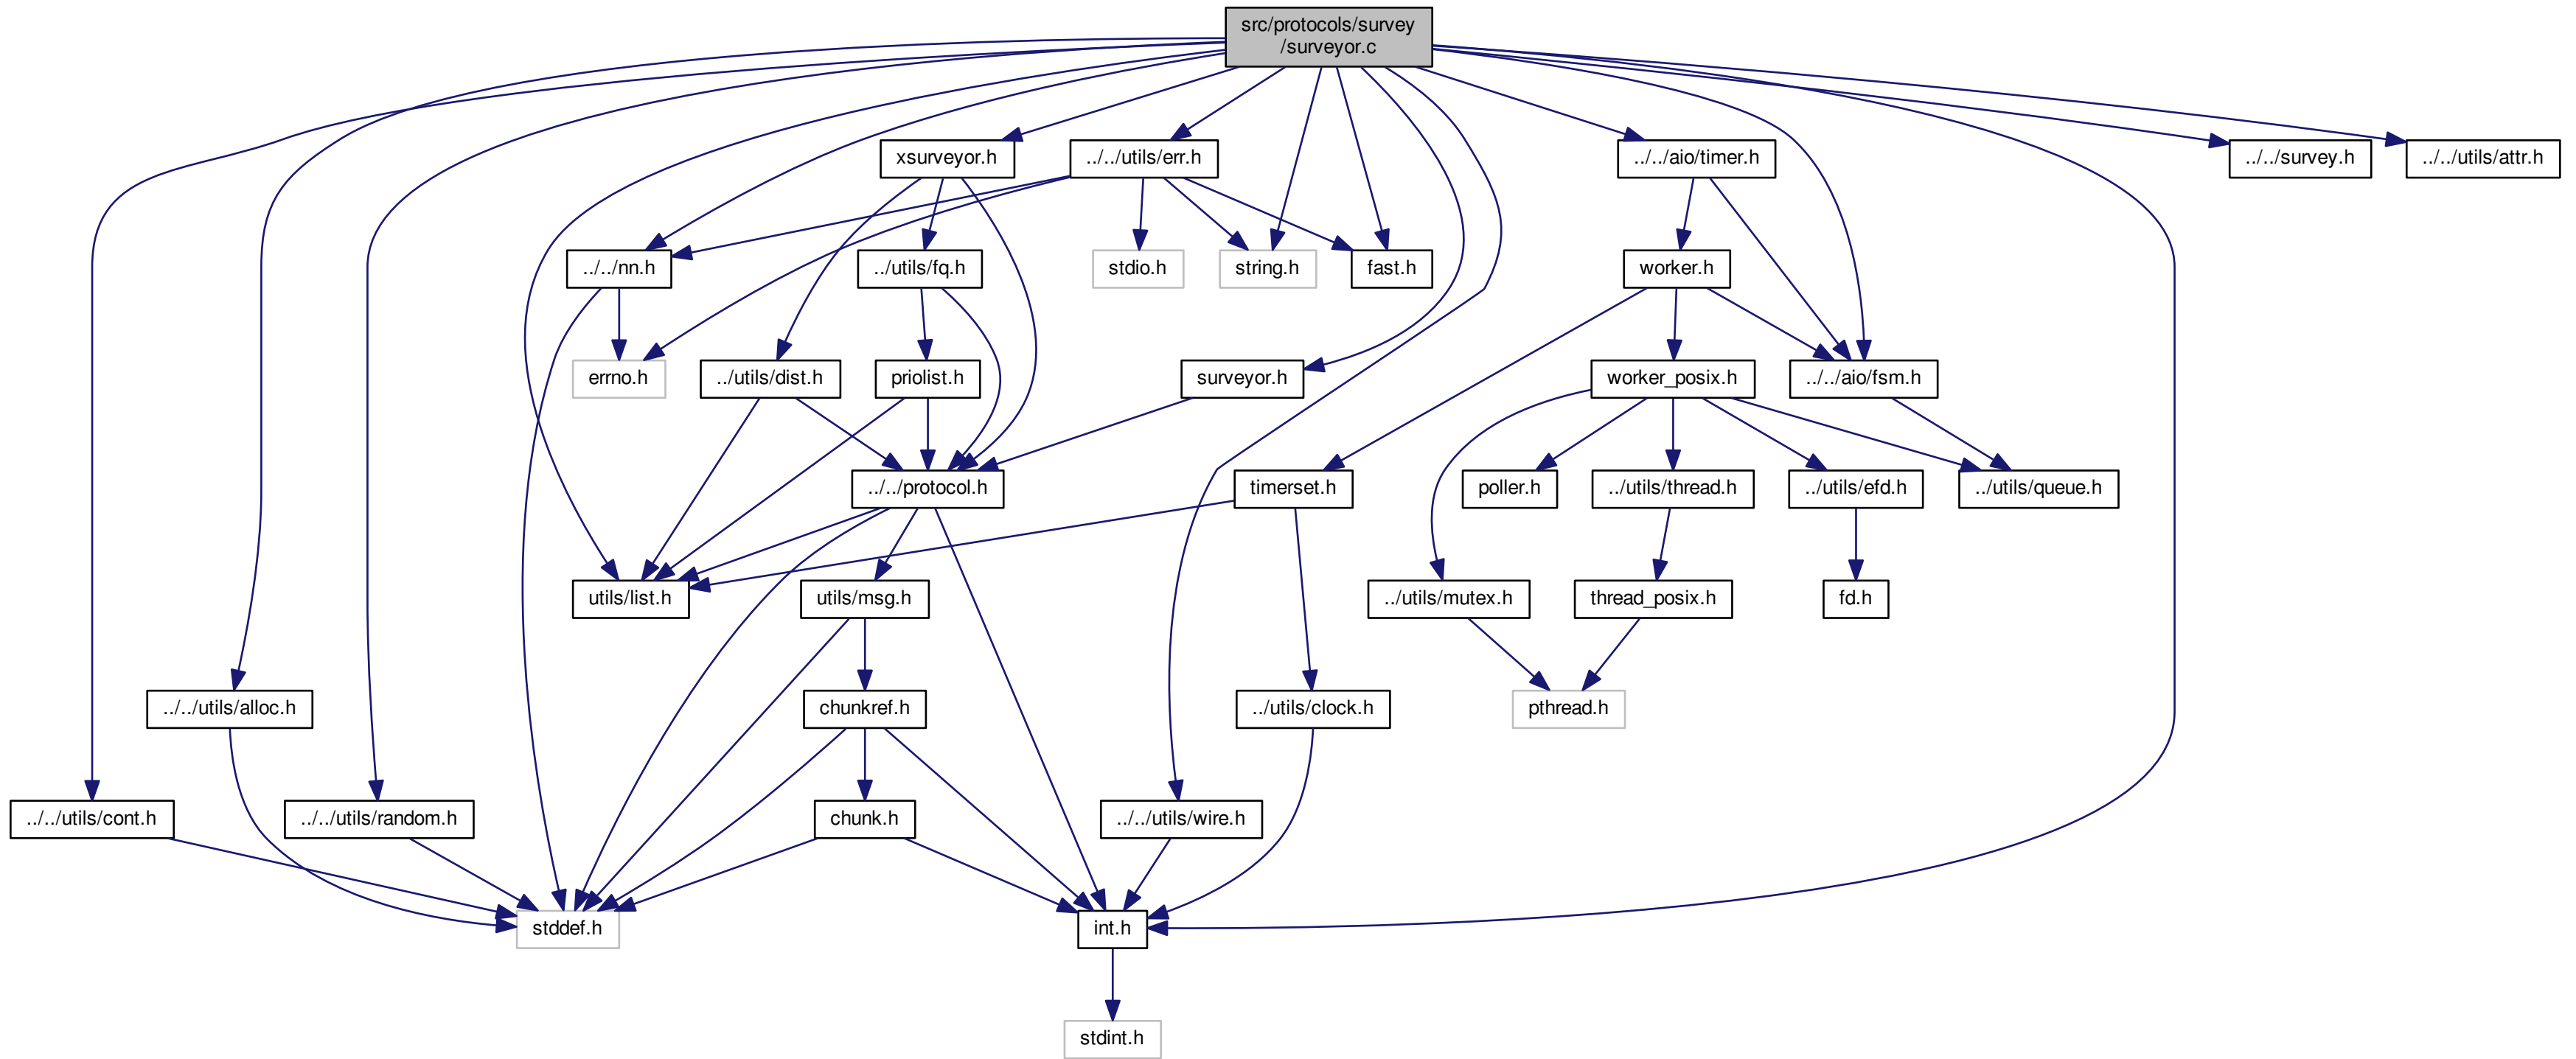 src/protocols/survey
/surveyor.c
xsurveyor.h
../../utils/err.h
../../aio/timer.h
../../survey.h
../../utils/attr.h
../../nn.h
../utils/fq.h
stdio.h
string.h
fast.h
worker.h
errno.h
../utils/dist.h
priolist.h
surveyor.h
worker_posix.h
../../aio/fsm.h
../../protocol.h
timerset.h
poller.h
../utils/thread.h
../utils/efd.h
../utils/queue.h
utils/list.h
utils/msg.h
../utils/mutex.h
thread_posix.h
fd.h
../../utils/alloc.h
chunkref.h
../utils/clock.h
pthread.h
../../utils/cont.h
../../utils/random.h
chunk.h
../../utils/wire.h
stddef.h
int.h
stdint.h